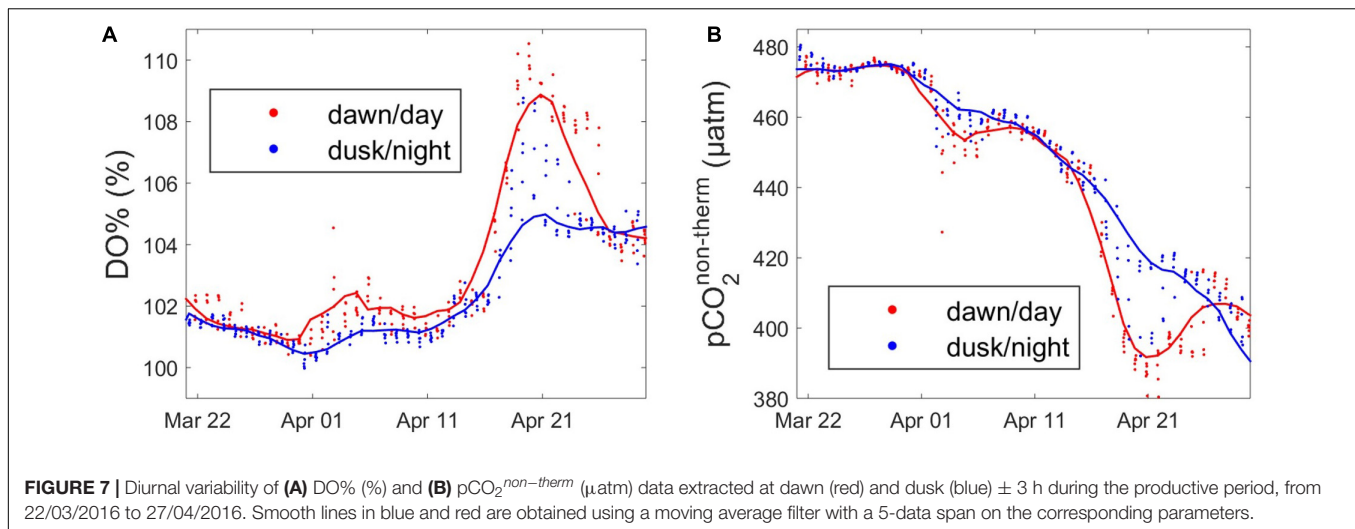 A
DO% (%)
110
108
106
104
102
100
dawn/day
dusk/night
Mar 22
Apr 01
Apr 11
Apr 21
B
pCO2^non-therm (µatm)
480
460
440
420
400
380
dawn/day
dusk/night
Mar 22
Apr 01
Apr 11
Apr 21
FIGURE 7 | Diurnal variability of (A) DO% (%) and (B) pCO2^non−therm (µatm) data extracted at dawn (red) and dusk (blue) ± 3 h during the productive period, from
22/03/2016 to 27/04/2016. Smooth lines in blue and red are obtained using a moving average filter with a 5-data span on the corresponding parameters.